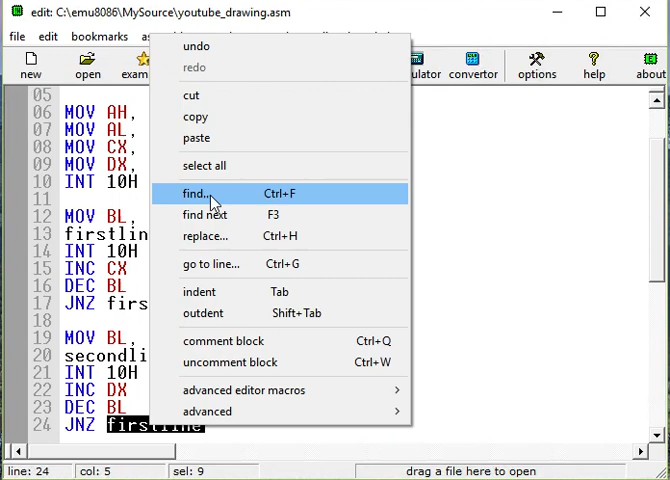 edit: C:\emu8086\MySource\youtube_drawing.asm
file edit bookmarks
new open exam ulator convertor options help about
05
06 MOV AH,
07 MOV AL,
08 MOV CX,
09 MOV DX,
10 INT 10H
11
12 MOV BL,
13 firstlin
14 INT 10H
15 INC CX
16 DEC BL
17 JNZ firs
18
19 MOV BL,
20 secondli
21 INT 10H
22 INC DX
23 DEC BL
24 JNZ firstline
undo
redo
cut
copy
paste
select all
find... Ctrl+F
find next F3
replace... Ctrl+H
go to line... Ctrl+G
indent Tab
outdent Shift+Tab
comment block Ctrl+Q
uncomment block Ctrl+W
advanced editor macros
advanced
line: 24 col: 5 sel: 9 drag a file here to open